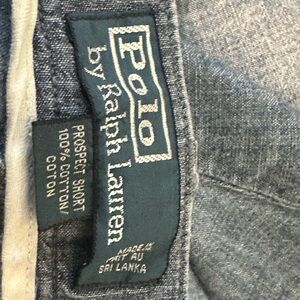 Polo
by Ralph Lauren
MADE IN
FAIT AU
SRI LANKA
PROSPECT SHORT
100% COTTON/
COTON